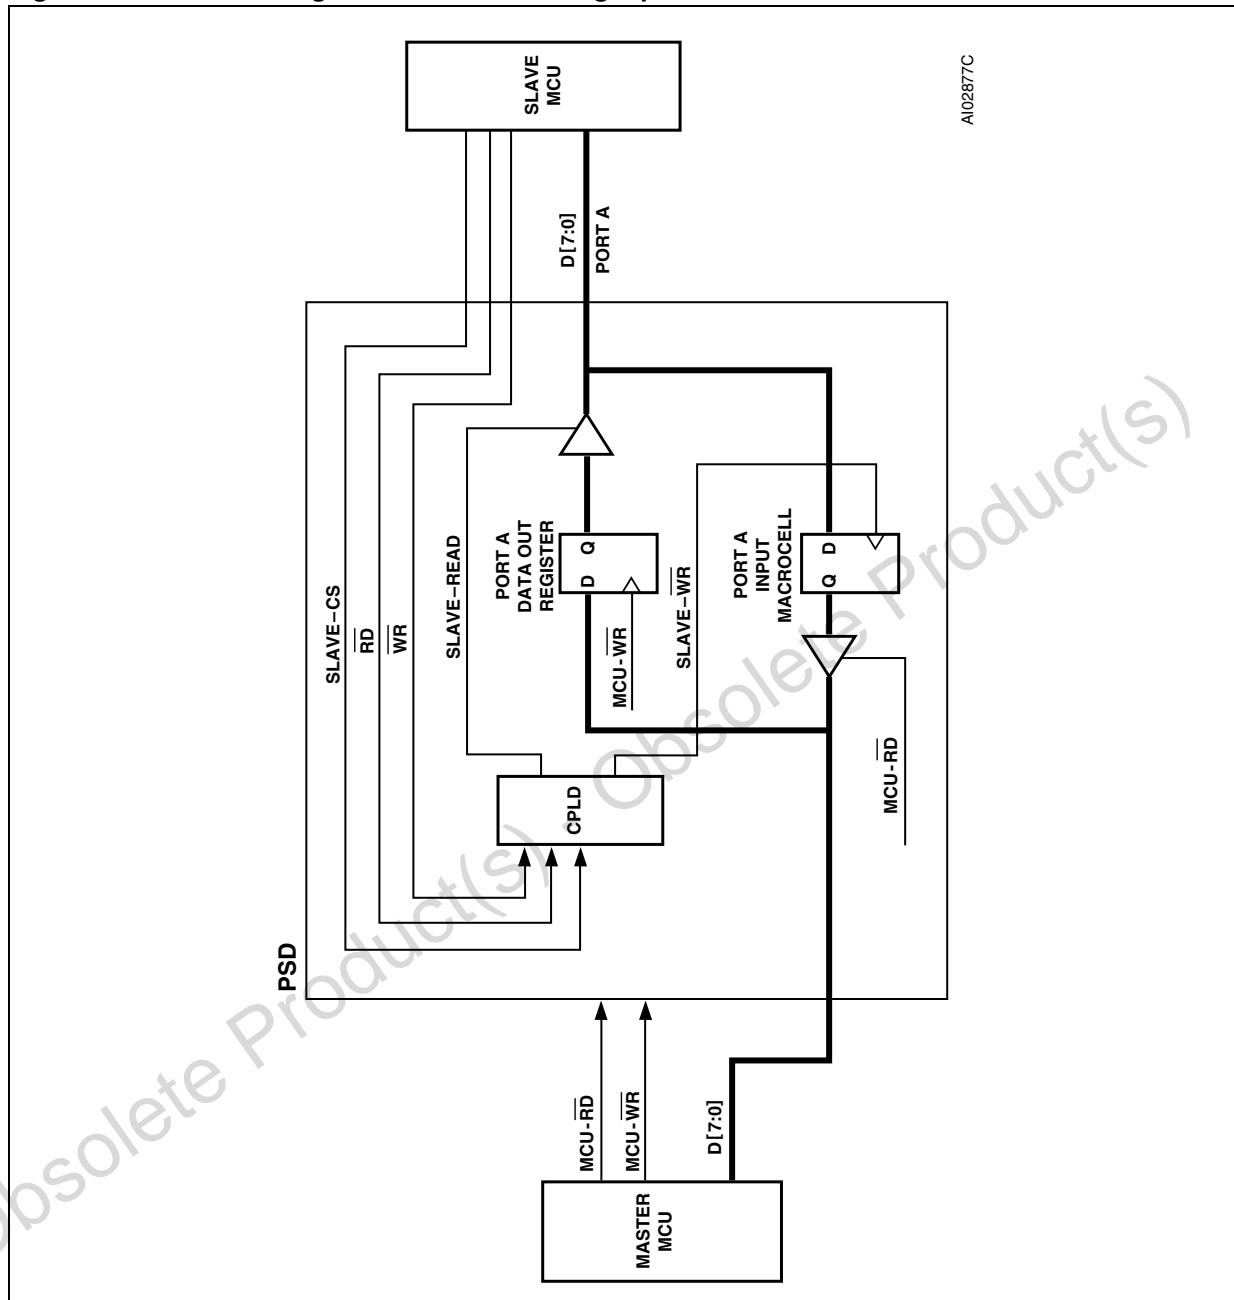 SLAVE
MCU
AI02877C
D[7:0]
PORT A
SLAVE–CS
RD
WR
SLAVE–READ
PORT A
DATA OUT
REGISTER
D Q
MCU-WR
SLAVE–WR
PORT A
INPUT
MACROCELL
Q D
MCU-RD
CPLD
PSD
MCU-RD
MCU-WR
D[7:0]
MASTER
MCU
Obsolete Product(s) - Obsolete Product(s)